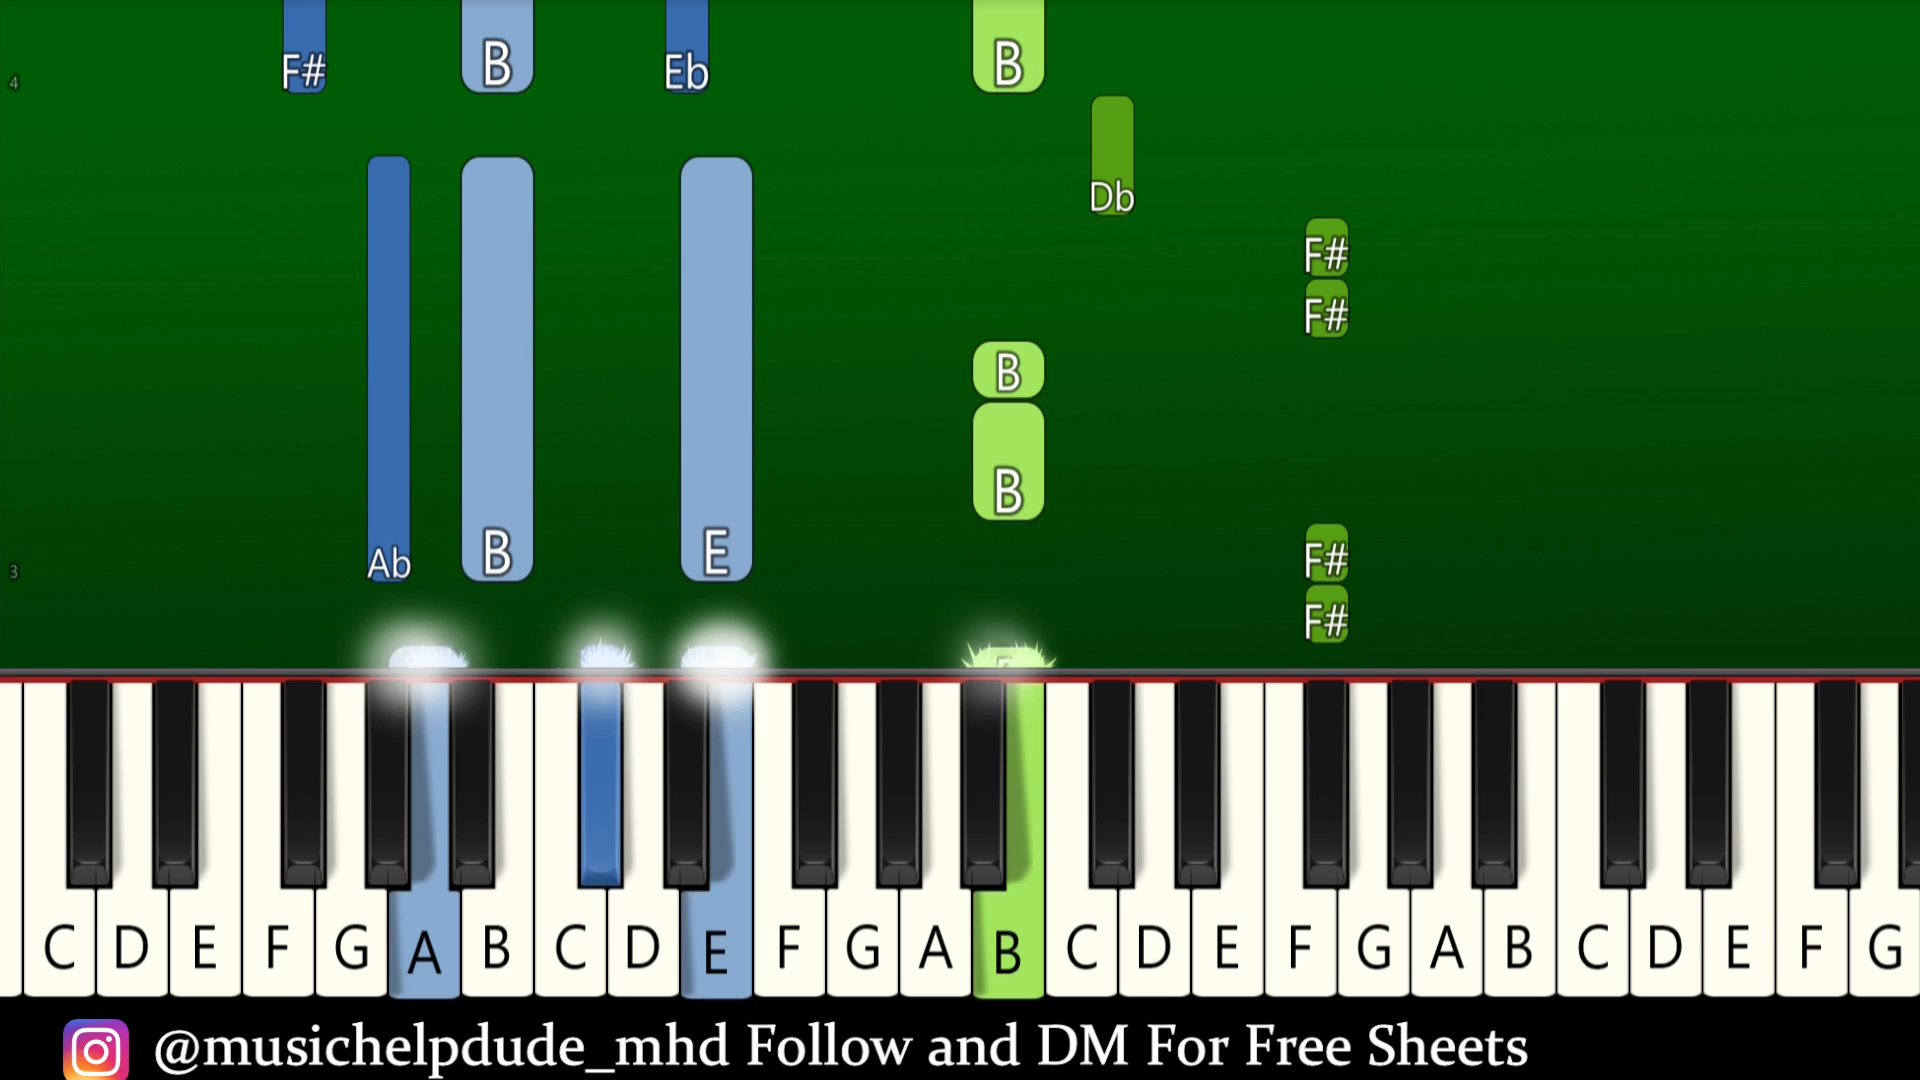 F# B Eb B
4
Db
F#
F#
B
B
Ab B E
F#
3
F#
C D E F G A B C D E F G A B C D E F G A B C D E F G
@musichelpdude_mhd Follow and DM For Free Sheets